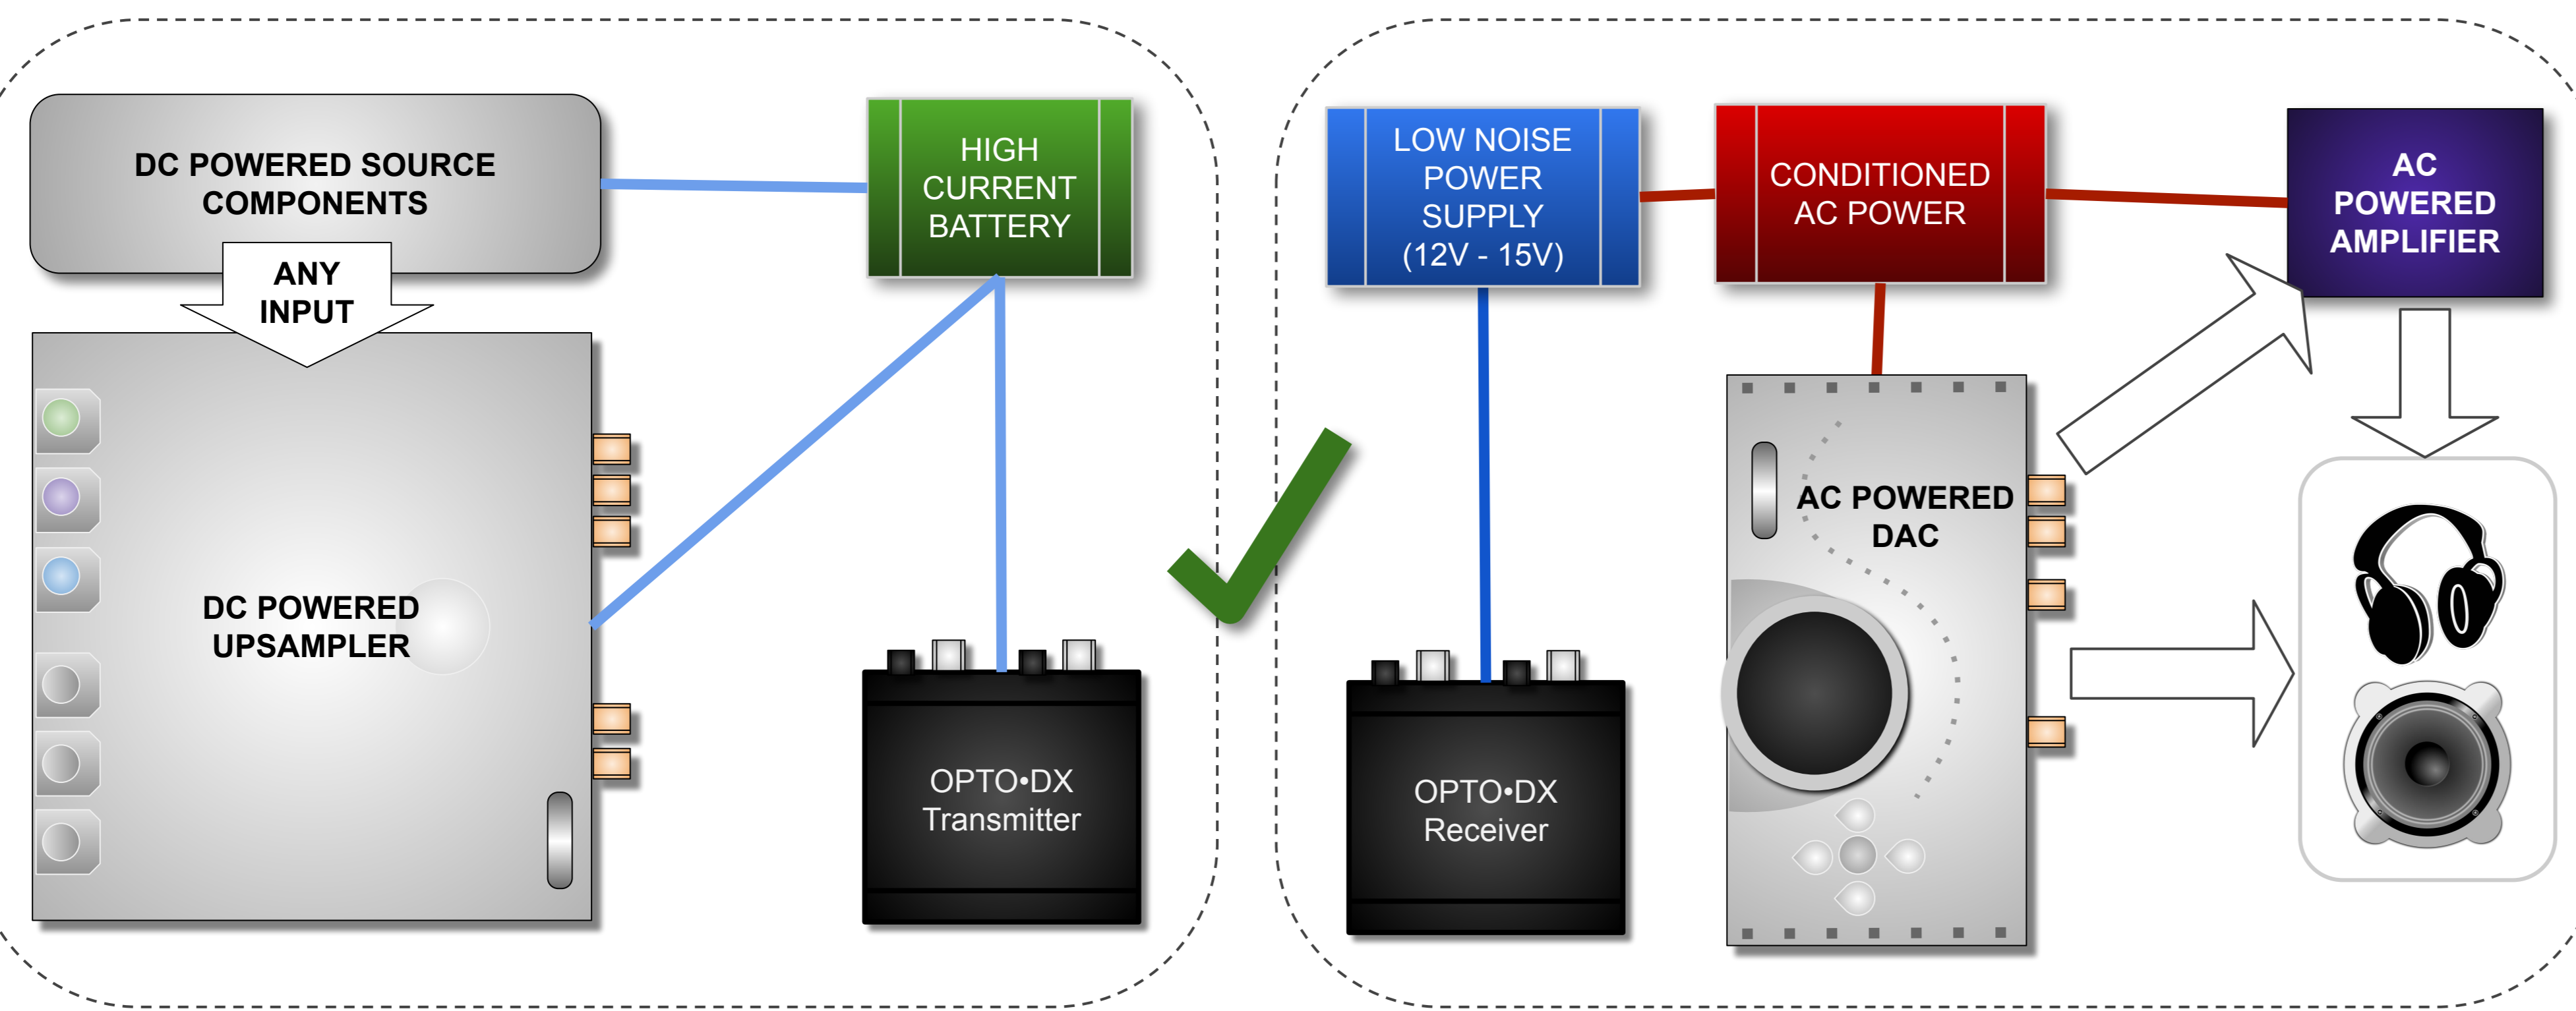 DC POWERED SOURCE
COMPONENTS
ANY
INPUT
HIGH
CURRENT
BATTERY
DC POWERED
UPSAMPLER
OPTO•DX
Transmitter
LOW NOISE
POWER
SUPPLY
(12V - 15V)
CONDITIONED
AC POWER
AC
POWERED
AMPLIFIER
AC POWERED
DAC
OPTO•DX
Receiver